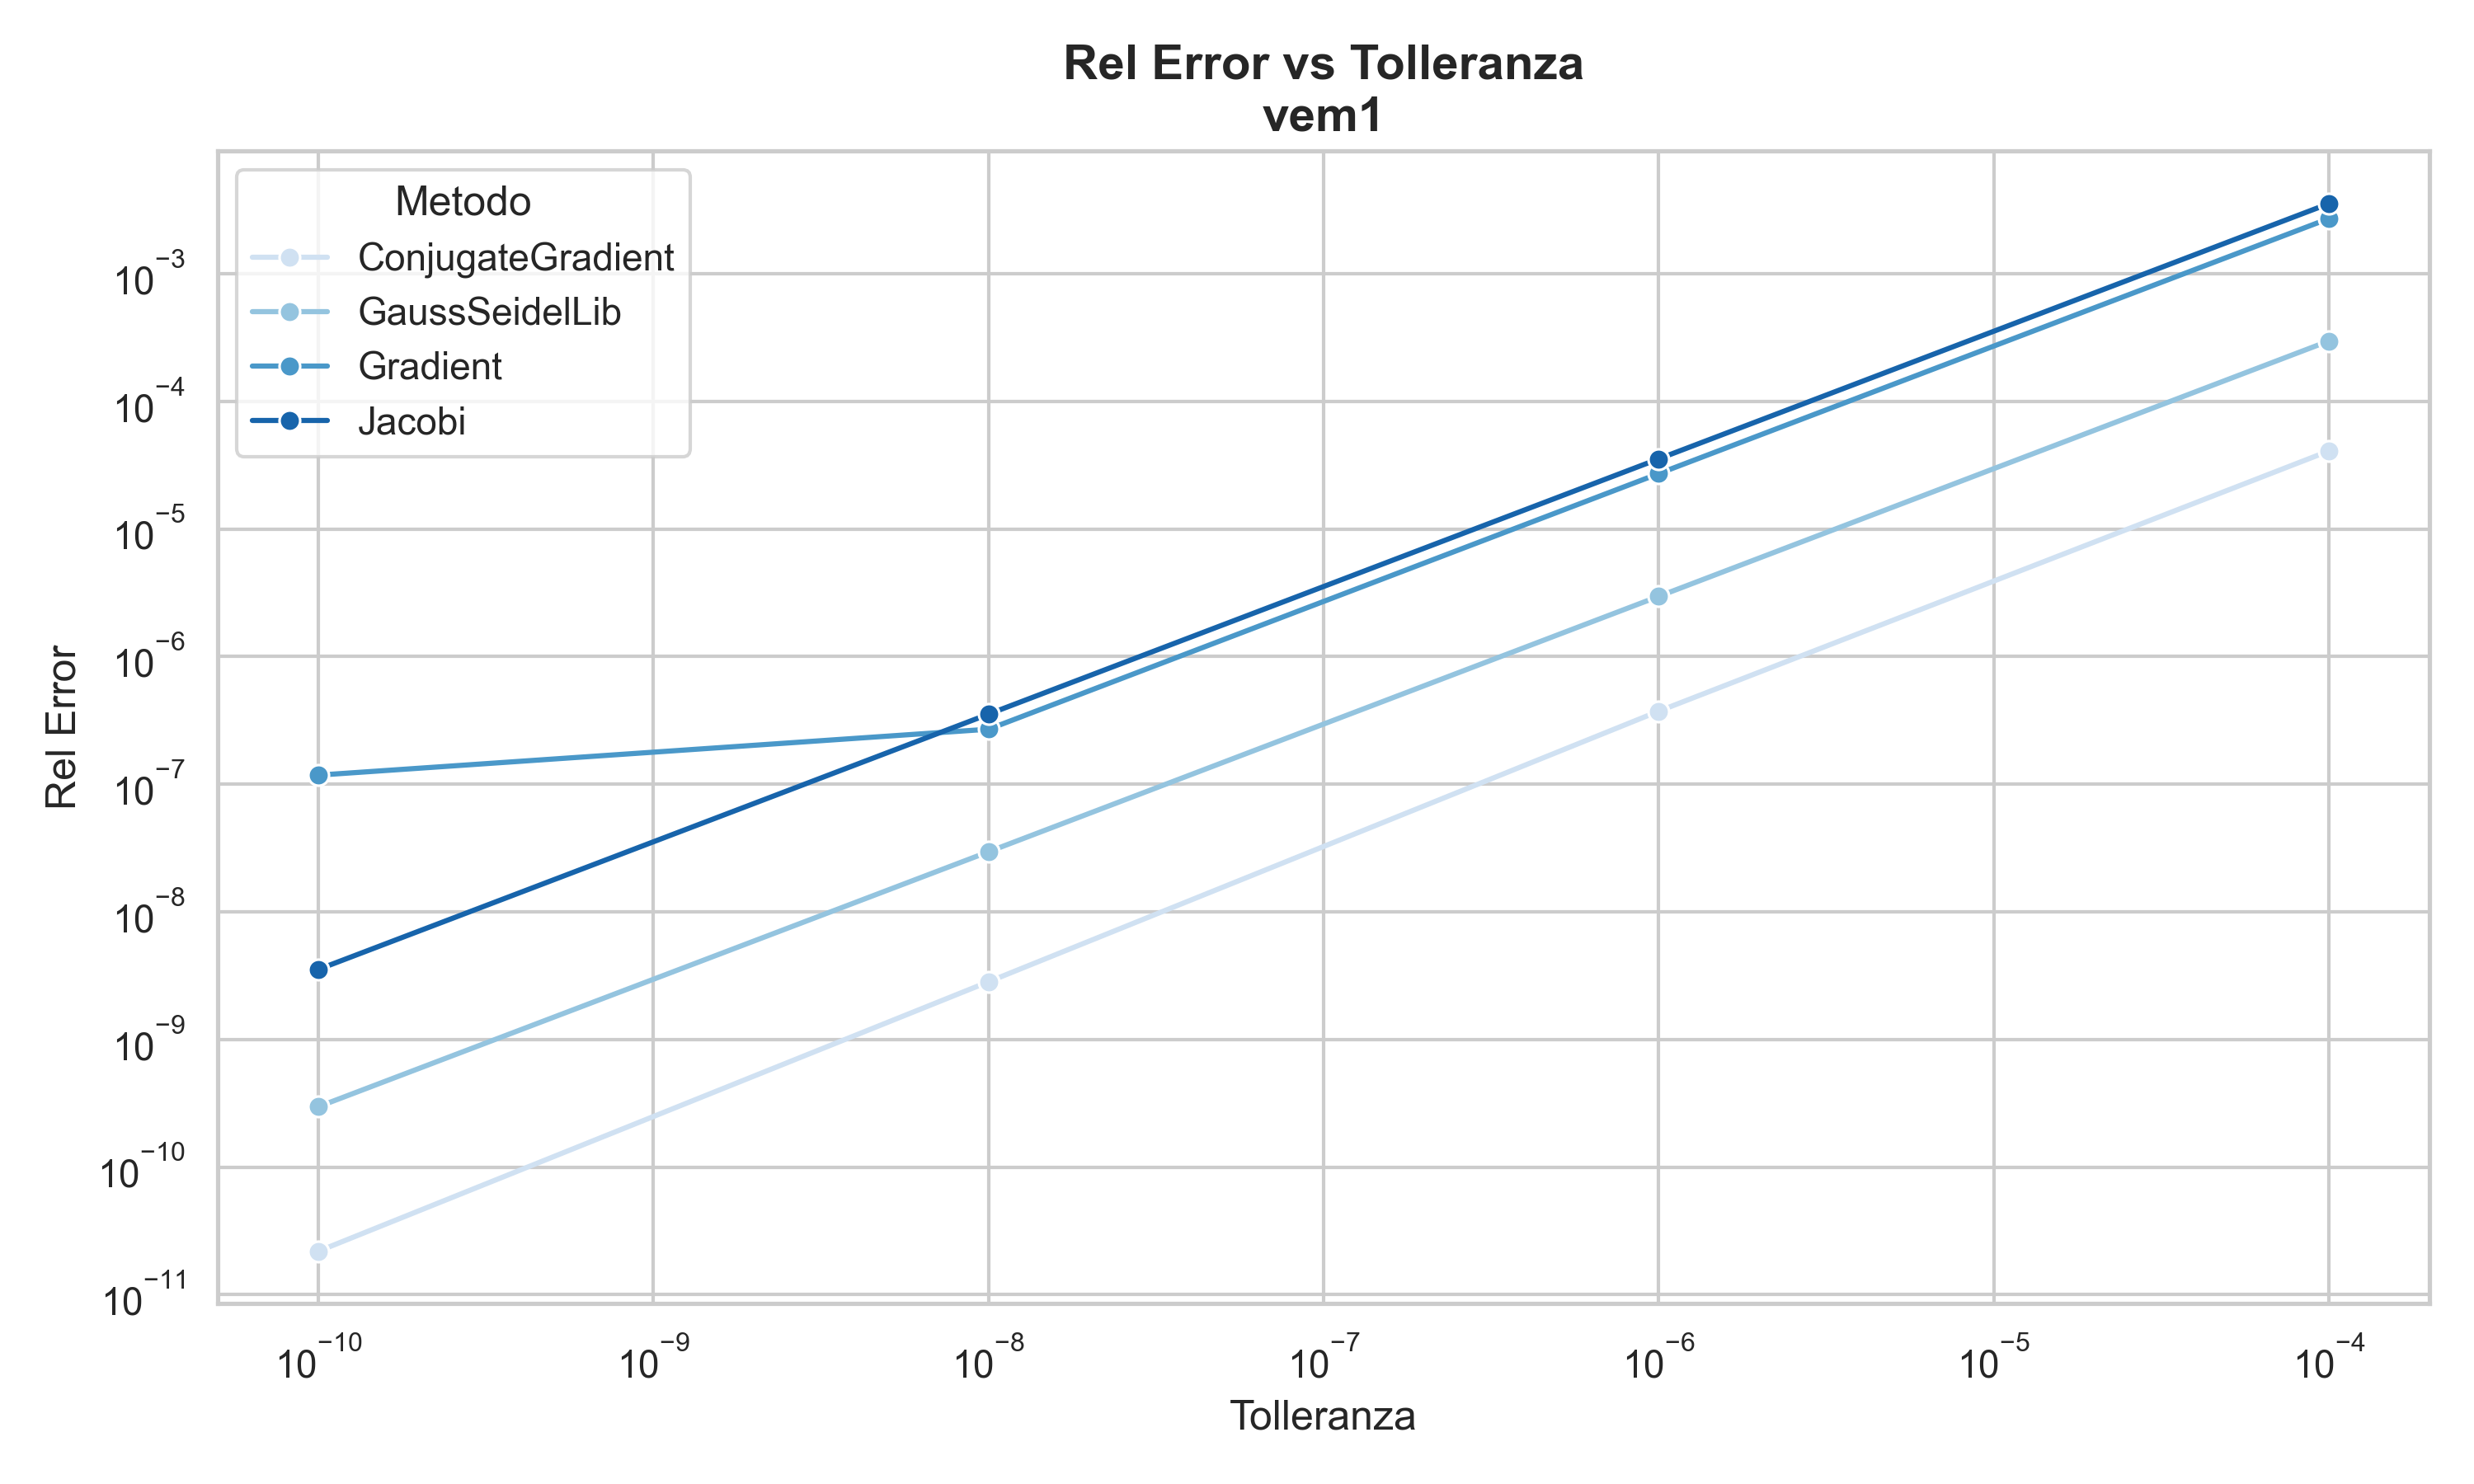 Rel Error vs Tolleranza
vem1
Metodo
ConjugateGradient
GaussSeidelLib
Gradient
Jacobi
Rel Error
10⁻³
10⁻⁴
10⁻⁵
10⁻⁶
10⁻⁷
10⁻⁸
10⁻⁹
10⁻¹⁰
10⁻¹¹
10⁻¹⁰ 10⁻⁹ 10⁻⁸ 10⁻⁷ 10⁻⁶ 10⁻⁵ 10⁻⁴
Tolleranza